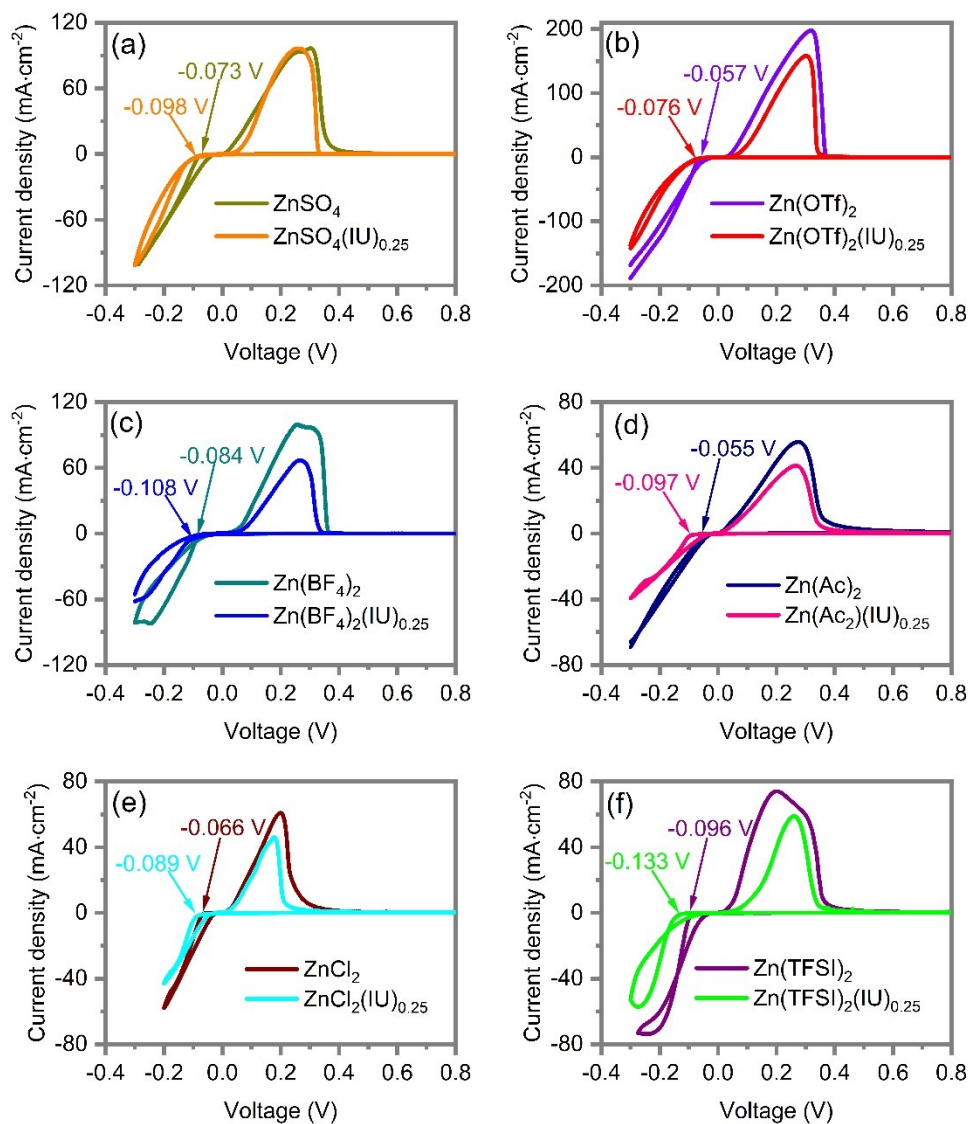 (a)
120
60
0
-60
-120
Current density (mA·cm-2)
-0.073 V
-0.098 V
ZnSO4
ZnSO4(IU)0.25
-0.4 -0.2 0.0 0.2 0.4 0.6 0.8
Voltage (V)
(b)
200
100
0
-100
-200
Current density (mA·cm-2)
-0.057 V
-0.076 V
Zn(OTf)2
Zn(OTf)2(IU)0.25
-0.4 -0.2 0.0 0.2 0.4 0.6 0.8
Voltage (V)
(c)
120
60
0
-60
-120
Current density (mA·cm-2)
-0.084 V
-0.108 V
Zn(BF4)2
Zn(BF4)2(IU)0.25
-0.4 -0.2 0.0 0.2 0.4 0.6 0.8
Voltage (V)
(d)
80
40
0
-40
-80
Current density (mA·cm-2)
-0.055 V
-0.097 V
Zn(Ac)2
Zn(Ac2)(IU)0.25
-0.4 -0.2 0.0 0.2 0.4 0.6 0.8
Voltage (V)
(e)
80
40
0
-40
-80
Current density (mA·cm-2)
-0.066 V
-0.089 V
ZnCl2
ZnCl2(IU)0.25
-0.4 -0.2 0.0 0.2 0.4 0.6 0.8
Voltage (V)
(f)
80
40
0
-40
-80
Current density (mA·cm-2)
-0.096 V
-0.133 V
Zn(TFSI)2
Zn(TFSI)2(IU)0.25
-0.4 -0.2 0.0 0.2 0.4 0.6 0.8
Voltage (V)